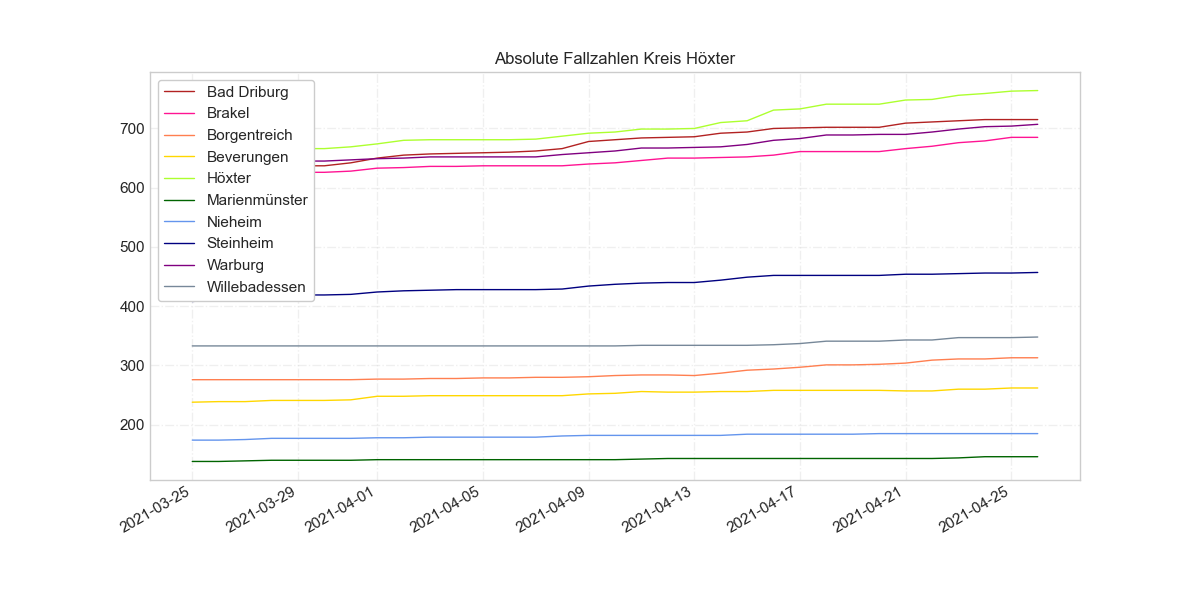 Absolute Fallzahlen Kreis Höxter
Bad Driburg
Brakel
Borgentreich
Beverungen
Höxter
Marienmünster
Nieheim
Steinheim
Warburg
Willebadessen
700
600
500
400
300
200
2021-03-25
2021-03-29
2021-04-01
2021-04-05
2021-04-09
2021-04-13
2021-04-17
2021-04-21
2021-04-25